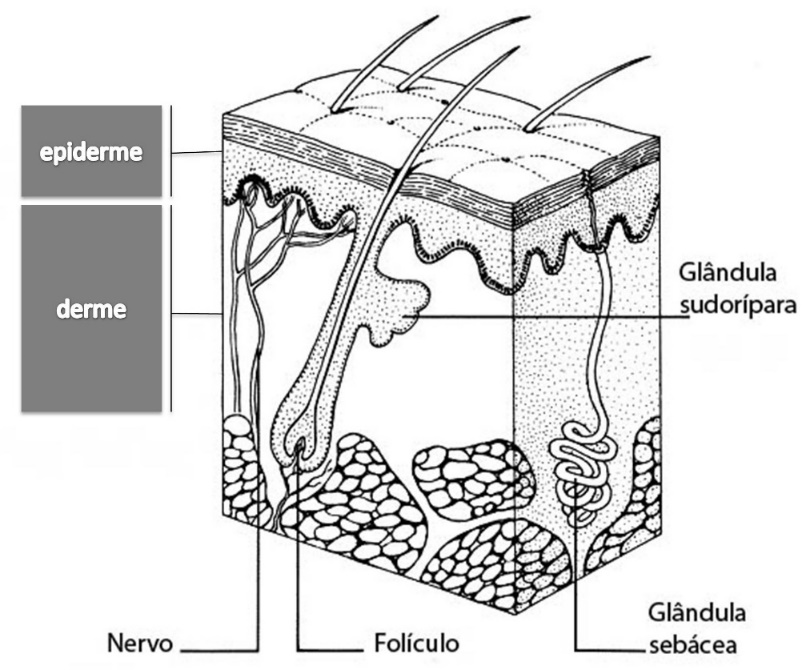 epiderme
derme
Glândula
sudorípara
Glândula
sebácea
Nervo
Folículo